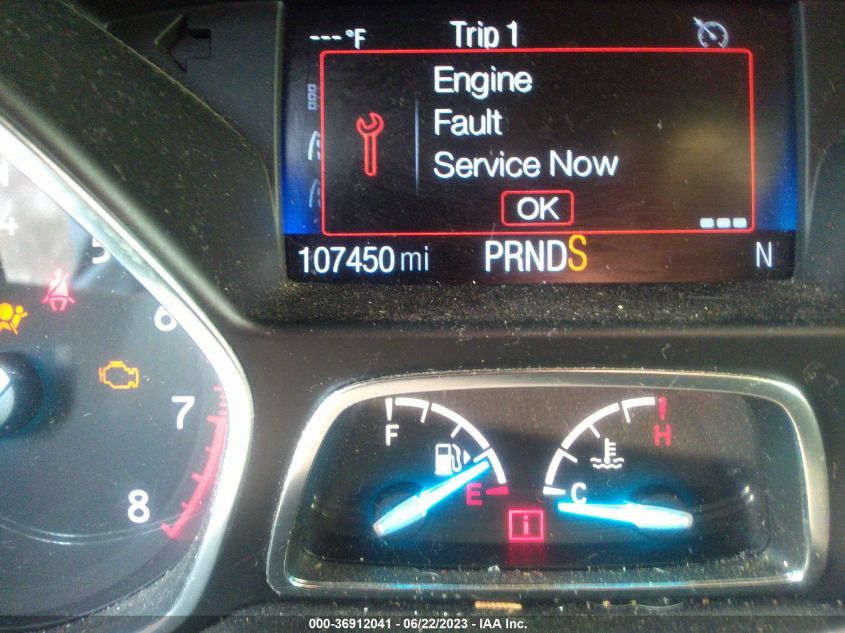 ---°F Trip 1
Engine
Fault
Service Now
OK
107450 mi PRNDS N
4
5
6
7
8
F
E
H
C
i
000-36912041 - 06/22/2023 - IAA Inc.